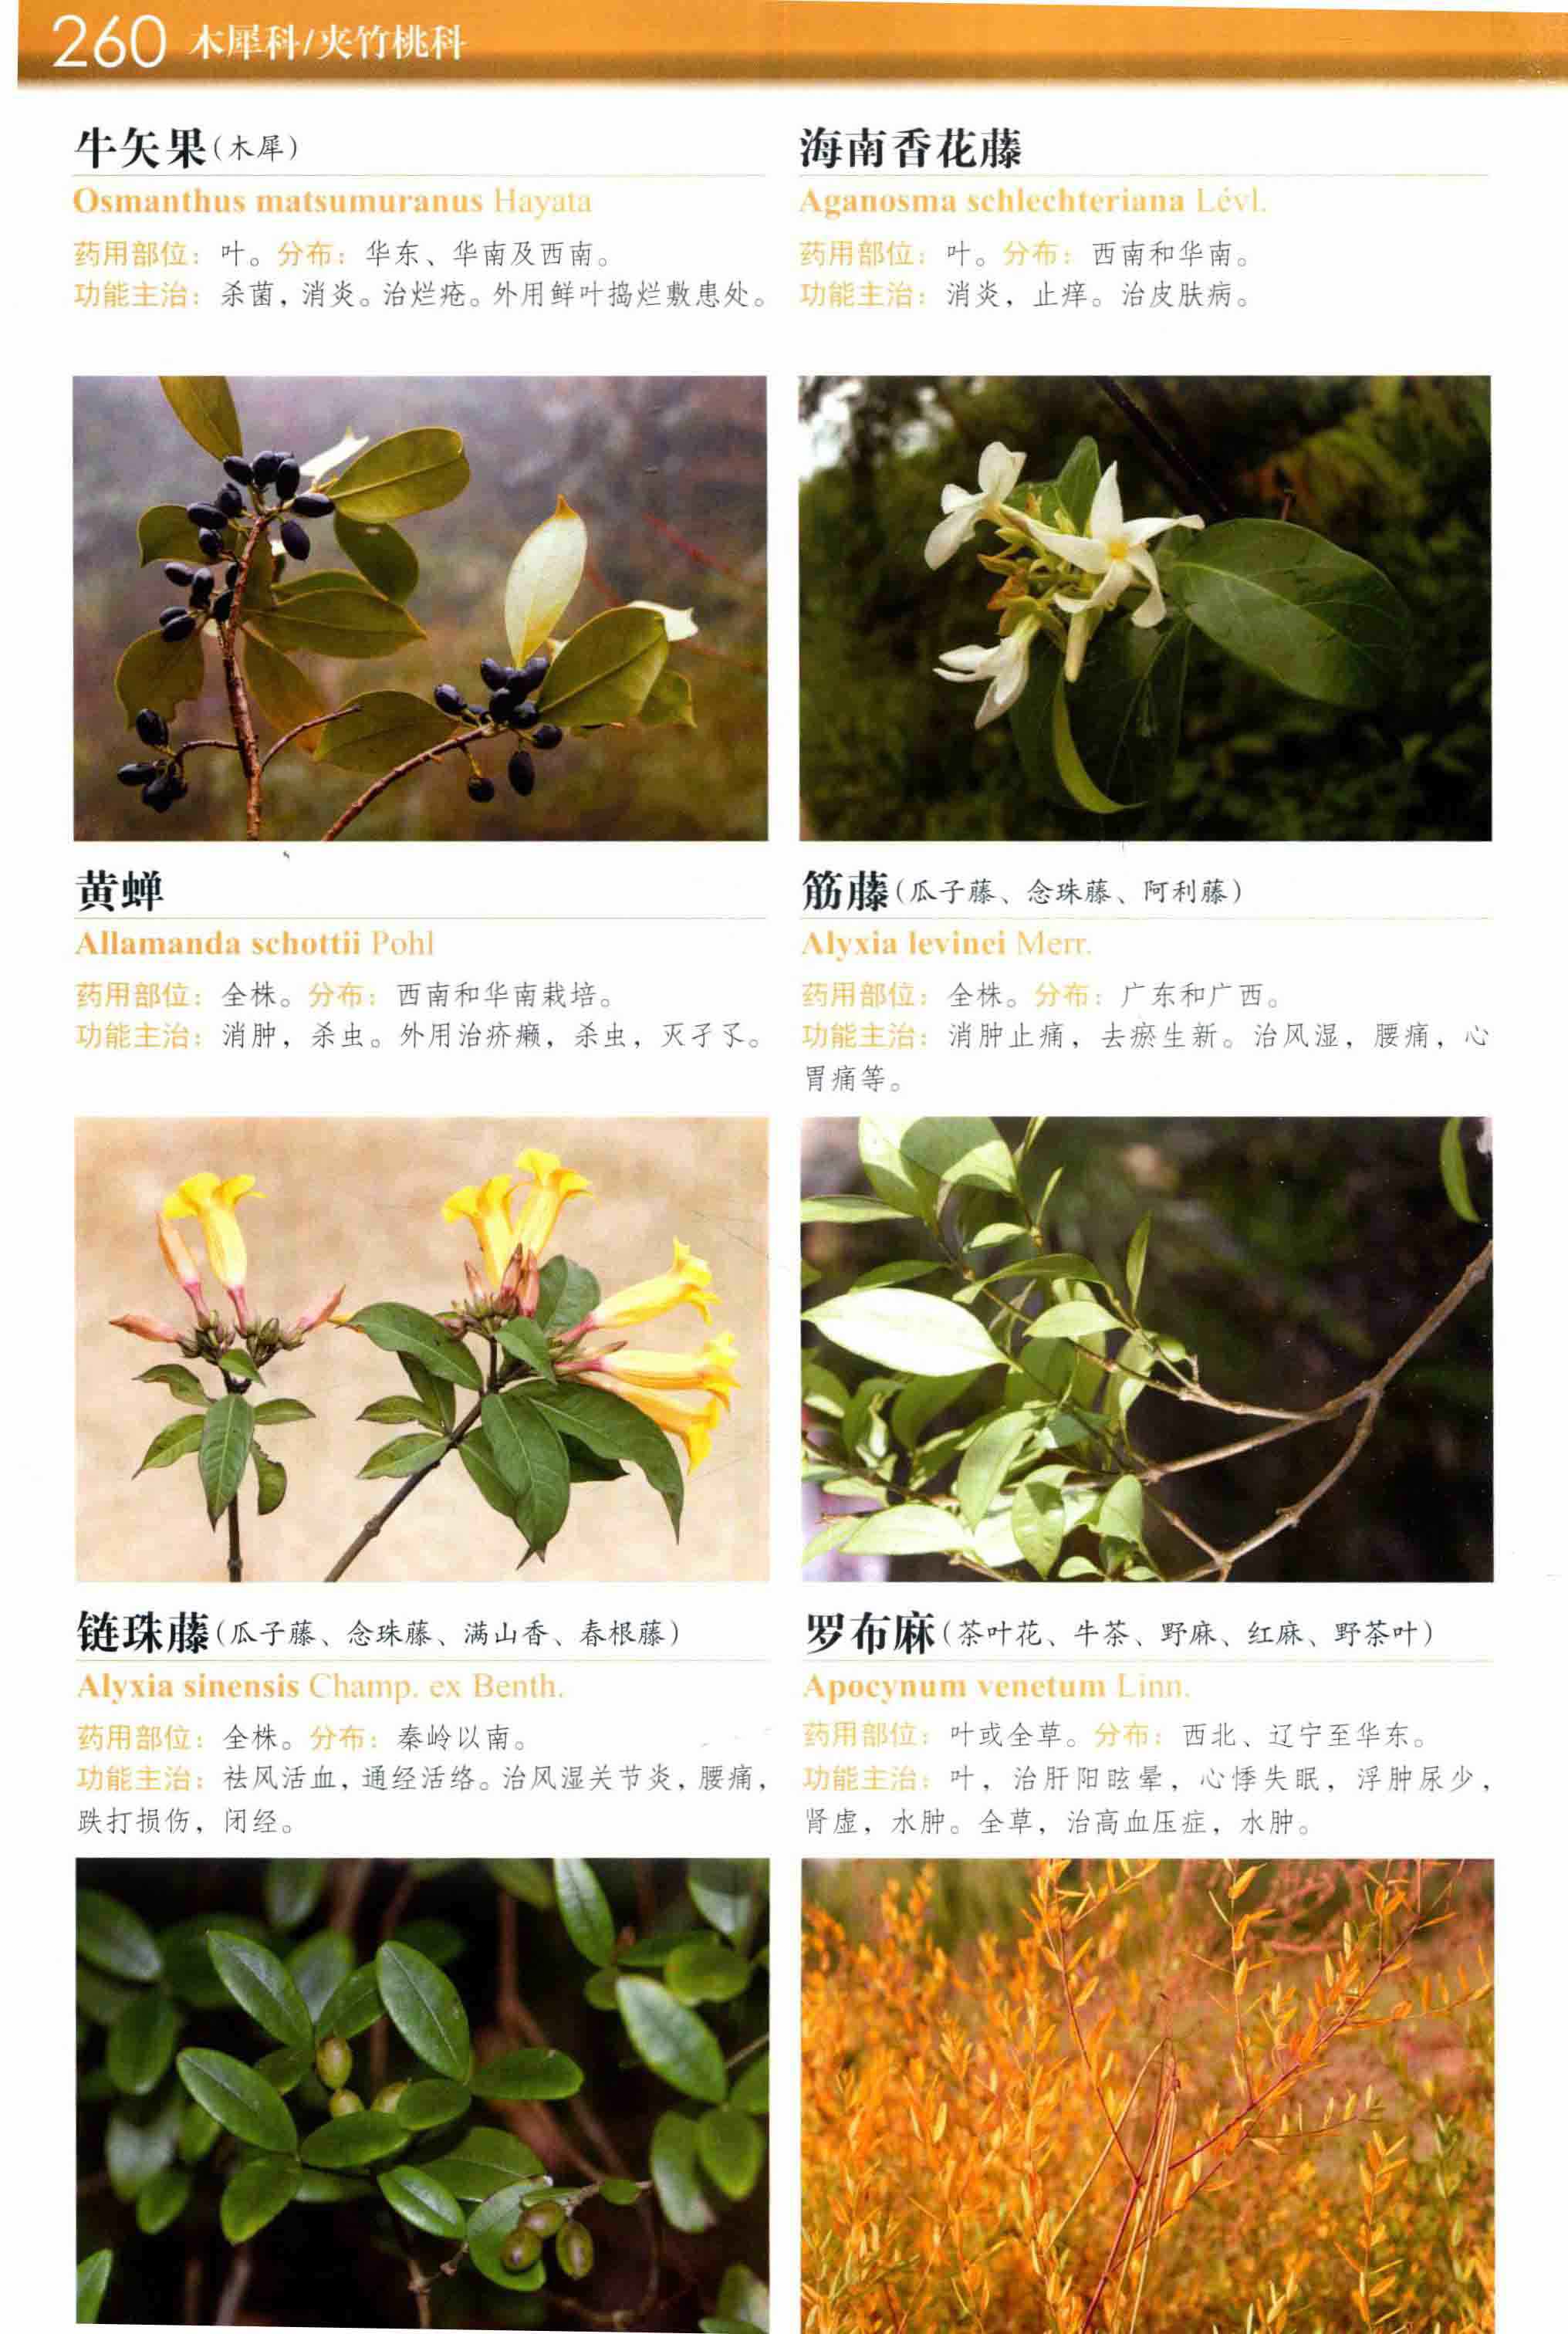 260 木犀科/夹竹桃科
牛矢果(木犀)
Osmanthus matsumuranus Hayata
药用部位：叶。分布：华东、华南及西南。
功能主治：杀菌，消炎。治烂疮。外用鲜叶捣烂敷患处。
海南香花藤
Aganosma schlechteriana Lévl.
药用部位：叶。分布：西南和华南。
功能主治：消炎，止痒。治皮肤病。
黄蝉
Allamanda schottii Pohl
药用部位：全株。分布：西南和华南栽培。
功能主治：消肿，杀虫。外用治疥癞，杀虫，灭孑孓。
筋藤(瓜子藤、念珠藤、阿利藤)
Alyxia levinei Merr.
药用部位：全株。分布：广东和广西。
功能主治：消肿止痛，去瘀生新。治风湿，腰痛，心
胃痛等。
链珠藤(瓜子藤、念珠藤、满山香、春根藤)
Alyxia sinensis Champ. ex Benth.
药用部位：全株。分布：秦岭以南。
功能主治：祛风活血，通经活络。治风湿关节炎，腰痛，
跌打损伤，闭经。
罗布麻(茶叶花、牛茶、野麻、红麻、野茶叶)
Apocynum venetum Linn.
药用部位：叶或全草。分布：西北、辽宁至华东。
功能主治：叶，治肝阳眩晕，心悸失眠，浮肿尿少，
肾虚，水肿。全草，治高血压症，水肿。